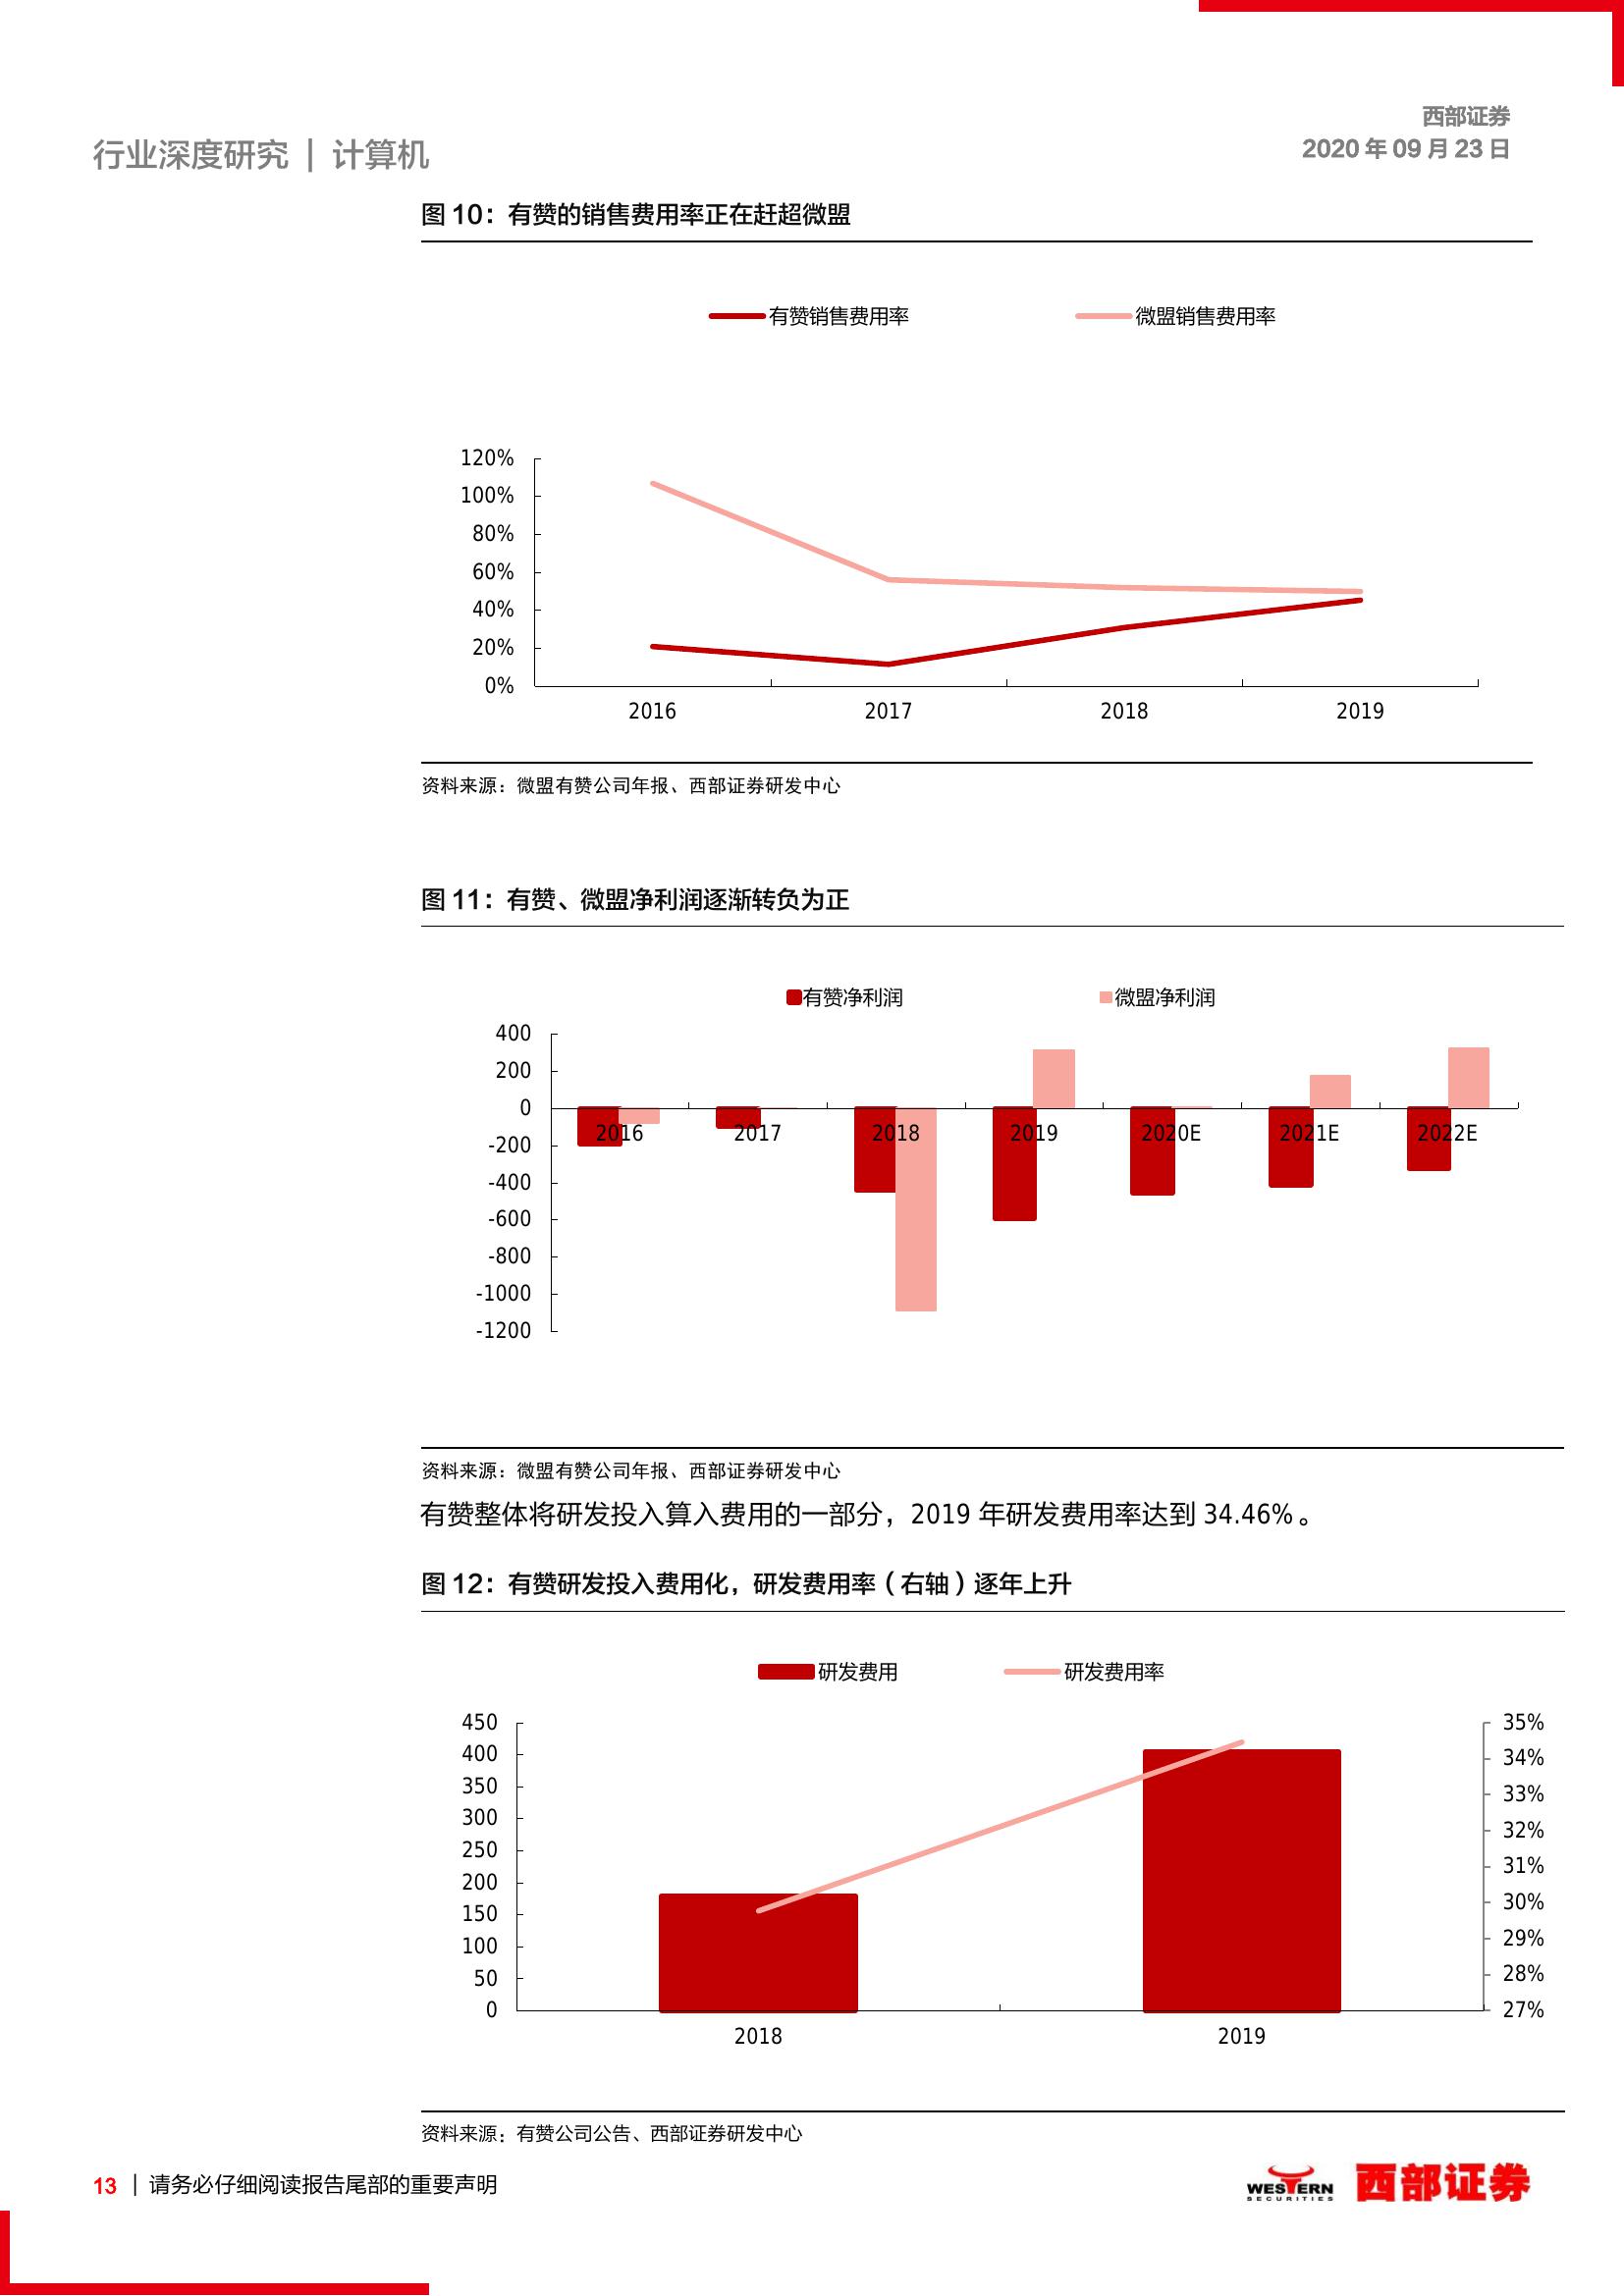 西部证券
行业深度研究 | 计算机
2020 年 09 月 23 日
图 10：有赞的销售费用率正在赶超微盟
有赞销售费用率 微盟销售费用率
120%
100%
80%
60%
40%
20%
0%
2016 2017 2018 2019
资料来源：微盟有赞公司年报、西部证券研发中心
图 11：有赞、微盟净利润逐渐转负为正
有赞净利润 微盟净利润
400
200
0
-200
-400
-600
-800
-1000
-1200
2016 2017 2018 2019 2020E 2021E 2022E
资料来源：微盟有赞公司年报、西部证券研发中心
有赞整体将研发投入算入费用的一部分，2019 年研发费用率达到 34.46%。
图 12：有赞研发投入费用化，研发费用率（右轴）逐年上升
研发费用 研发费用率
450
400
350
300
250
200
150
100
50
0
35%
34%
33%
32%
31%
30%
29%
28%
27%
2018 2019
资料来源：有赞公司公告、西部证券研发中心
13 | 请务必仔细阅读报告尾部的重要声明
WESTERN
SECURITIES
西部证券